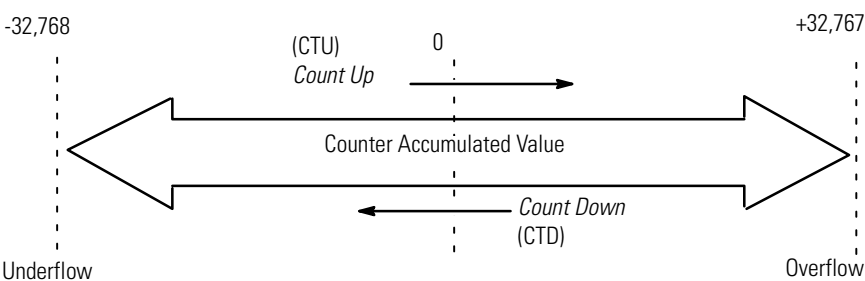 -32,768
0
+32,767
(CTU)
Count Up
Counter Accumulated Value
Count Down
(CTD)
Underflow
Overflow